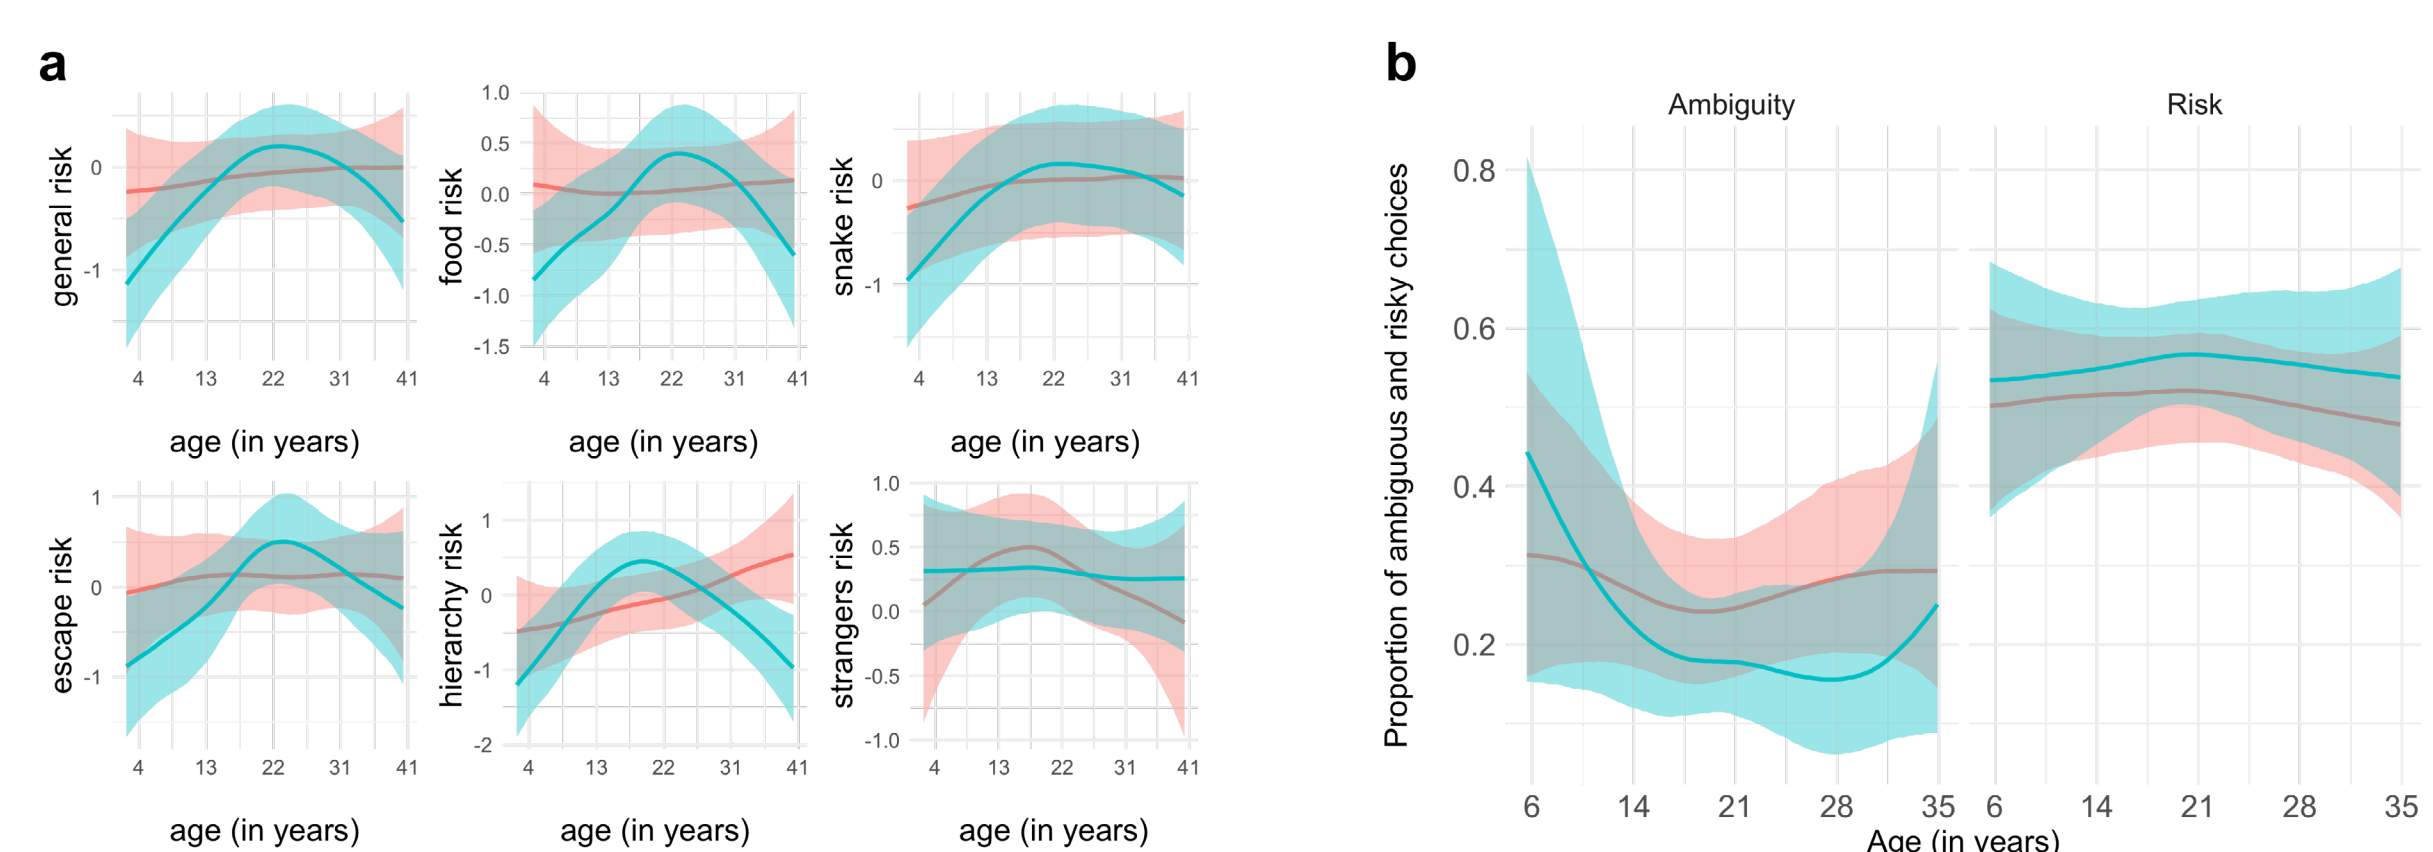 a
general risk
0
-1
4 13 22 31 41
age (in years)
food risk
1.0
0.5
0.0
-0.5
-1.0
-1.5
4 13 22 31 41
age (in years)
snake risk
0
-1
4 13 22 31 41
age (in years)
escape risk
1
0
-1
4 13 22 31 41
age (in years)
hierarchy risk
1
0
-1
-2
4 13 22 31 41
age (in years)
strangers risk
1.0
0.5
0.0
-0.5
-1.0
4 13 22 31 41
age (in years)
b
Ambiguity Risk
Proportion of ambiguous and risky choices
0.8
0.6
0.4
0.2
6 14 21 28 35 6 14 21 28 35
Age (in years)